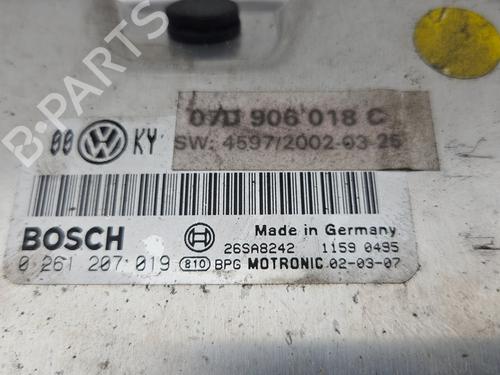 07D 906 018 C
SW: 4597/2002-03-25
00 VW KY
BOSCH
Made in Germany
26SA8242 1159 0495
0 261 207 019 810 BPG MOTRONIC 02-03-07
B-PARTS